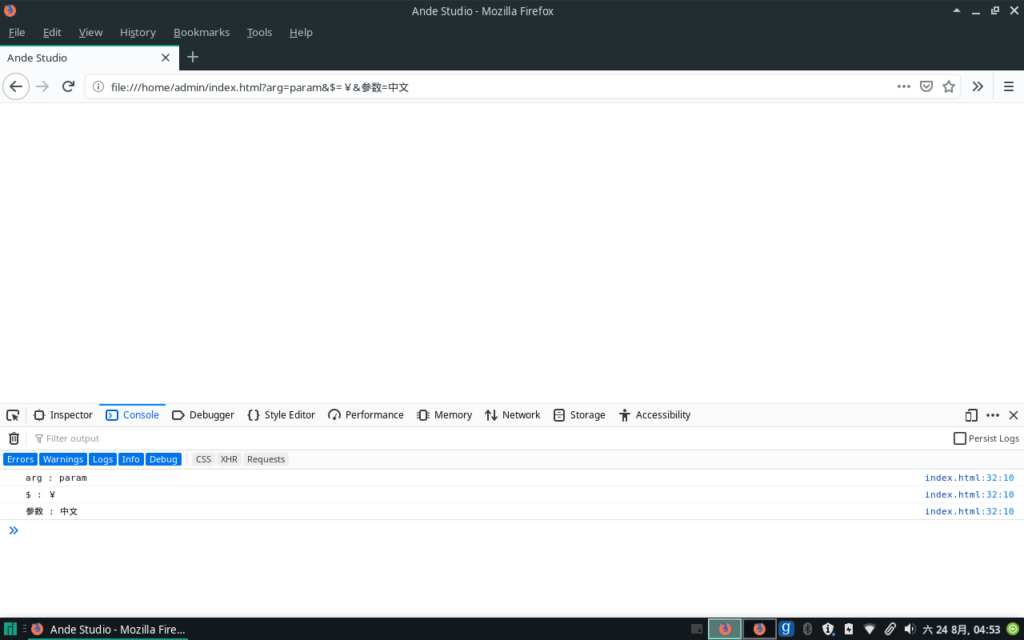 Ande Studio - Mozilla Firefox
File Edit View History Bookmarks Tools Help
Ande Studio
file:///home/admin/index.html?arg=param&$=¥&参数=中文
Inspector Console Debugger Style Editor Performance Memory Network Storage Accessibility
Filter output Persist Logs
Errors Warnings Logs Info Debug CSS XHR Requests
arg : param index.html:32:10
$ : ¥ index.html:32:10
参数 : 中文 index.html:32:10
Ande Studio - Mozilla Fire... 六 24 8月, 04:53